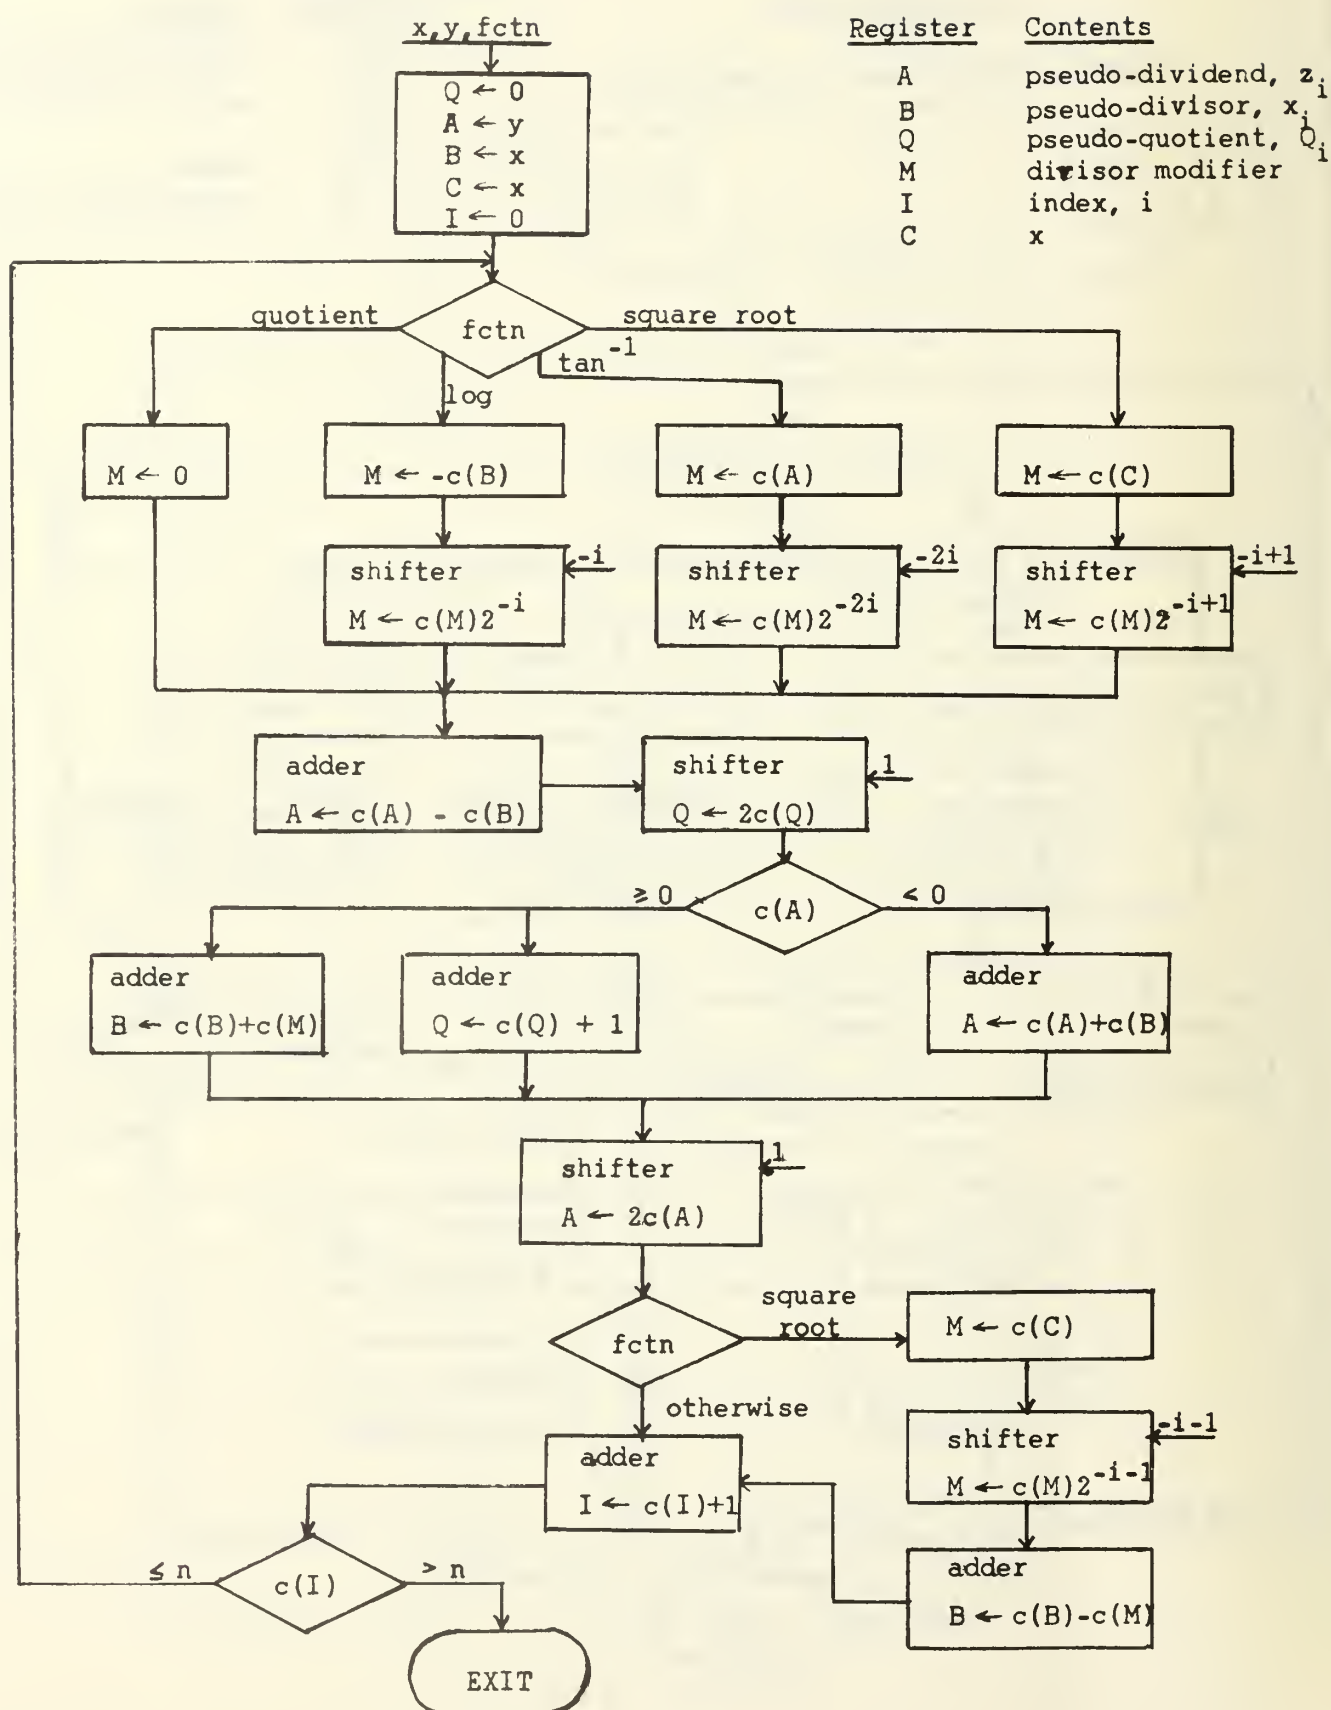 x,y,fctn
Q ← 0
A ← y
B ← x
C ← x
I ← 0
Register Contents
A pseudo-dividend, z_i
B pseudo-divisor, x_i
Q pseudo-quotient, Q_i
M divisor modifier
I index, i
C x
quotient
fctn
square root
log
tan^-1
M ← 0
M ← -c(B)
M ← c(A)
M ← c(C)
shifter
-i
M ← c(M)2^-i
shifter
-2i
M ← c(M)2^-2i
shifter
-i+1
M ← c(M)2^-i+1
adder
A ← c(A) - c(B)
shifter
1
Q ← 2c(Q)
≥ 0
c(A)
< 0
adder
B ← c(B)+c(M)
adder
Q ← c(Q) + 1
adder
A ← c(A)+c(B)
shifter
1
A ← 2c(A)
fctn
square
root
M ← c(C)
otherwise
shifter
-i-1
M ← c(M)2^-i-1
adder
I ← c(I)+1
adder
B ← c(B)-c(M)
≤ n
c(I)
> n
EXIT